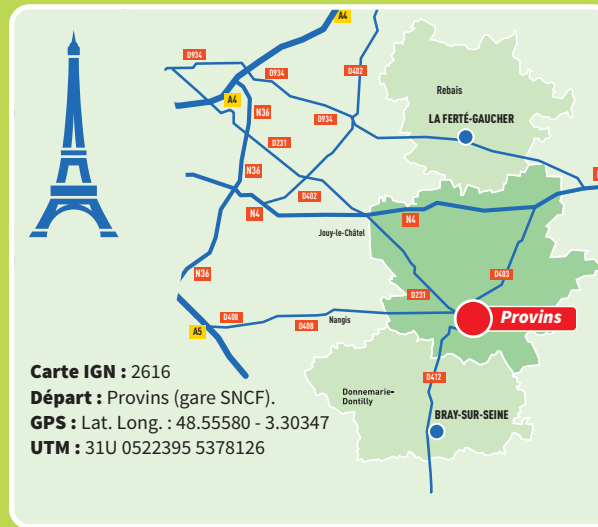 A4
D934
D402
D934
Rebais
A4
N36
LA FERTÉ-GAUCHER
D934
D231
N36
D402
N4
N4
Jouy-le-Châtel
N36
D403
D231
D408
D408
Nangis
Provins
A5
Carte IGN : 2616
Départ : Provins (gare SNCF).
GPS : Lat. Long. : 48.55580 - 3.30347
UTM : 31U 0522395 5378126
D412
Donnemarie-
Dontilly
BRAY-SUR-SEINE